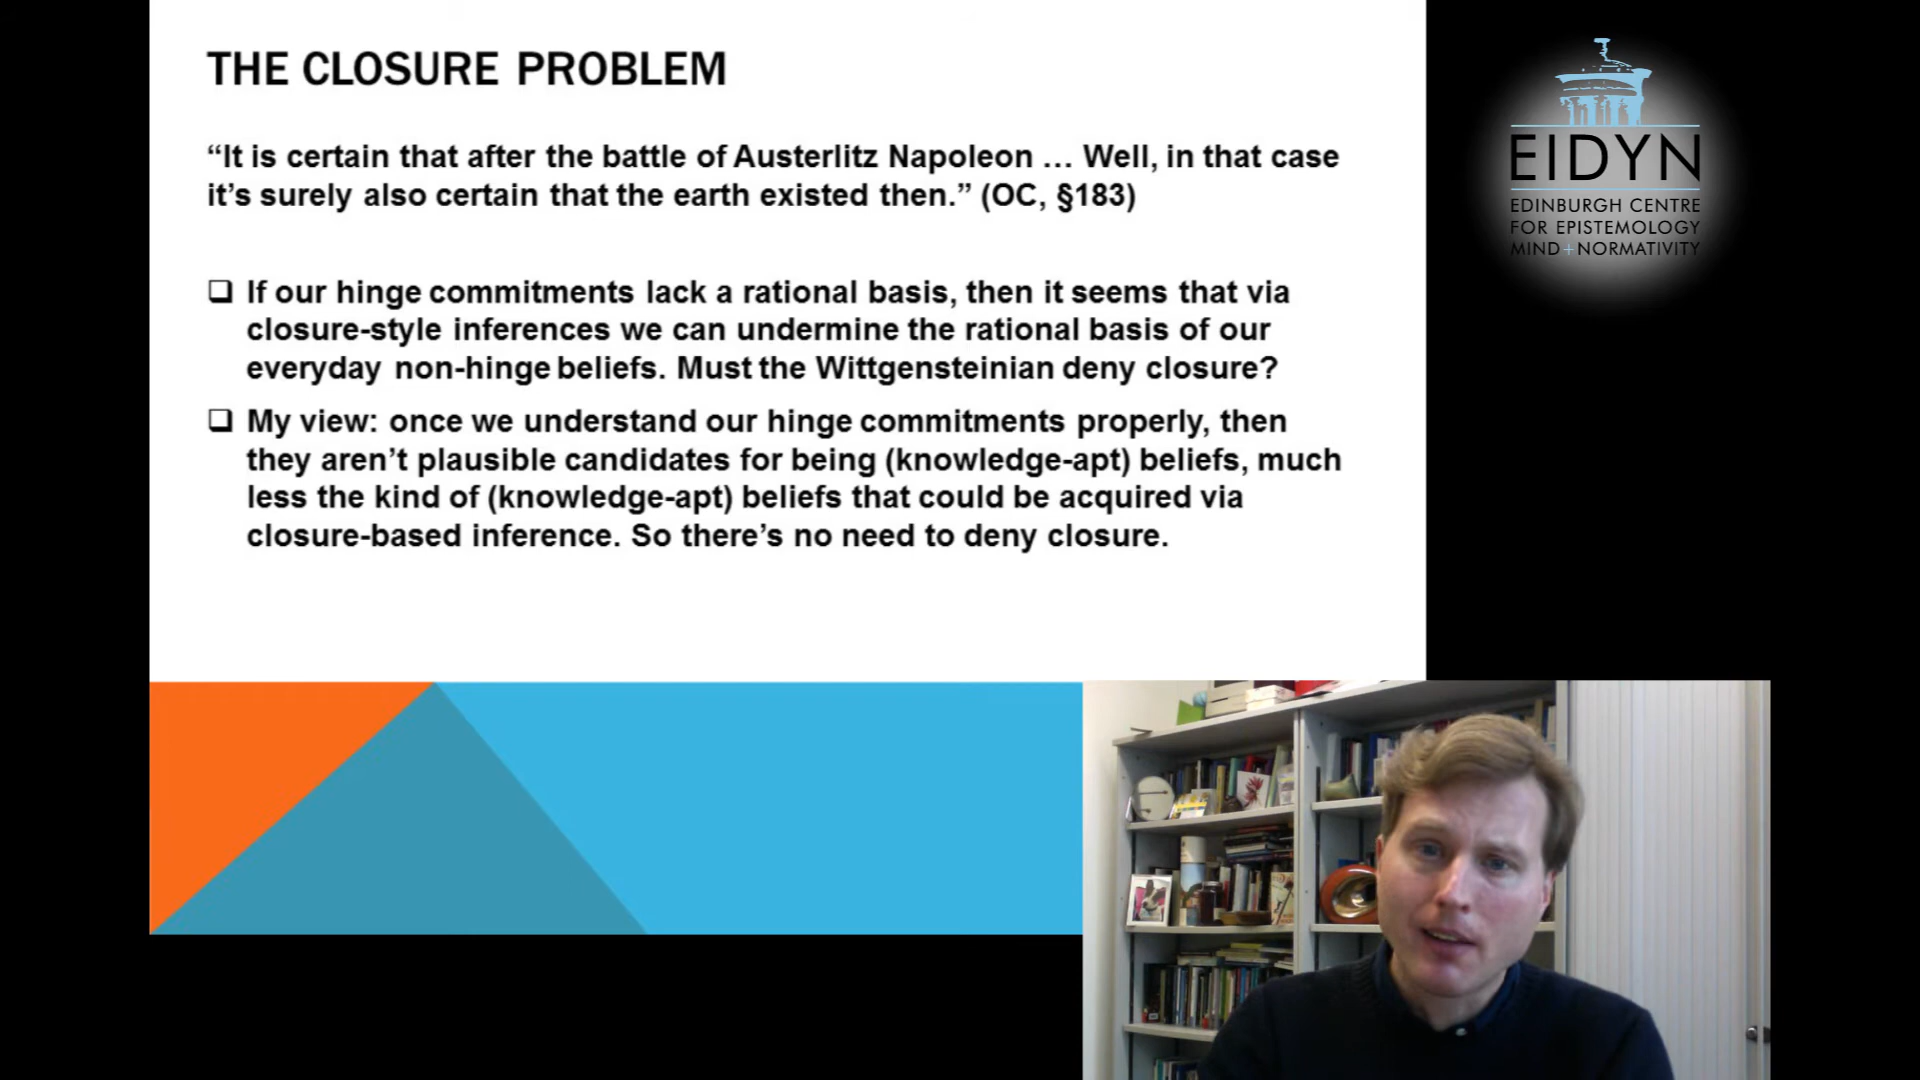 THE CLOSURE PROBLEM
“It is certain that after the battle of Austerlitz Napoleon … Well, in that case
it’s surely also certain that the earth existed then.” (OC, §183)
❑ If our hinge commitments lack a rational basis, then it seems that via
closure-style inferences we can undermine the rational basis of our
everyday non-hinge beliefs. Must the Wittgensteinian deny closure?
❑ My view: once we understand our hinge commitments properly, then
they aren’t plausible candidates for being (knowledge-apt) beliefs, much
less the kind of (knowledge-apt) beliefs that could be acquired via
closure-based inference. So there’s no need to deny closure.
EIDYN
EDINBURGH CENTRE
FOR EPISTEMOLOGY
MIND+NORMATIVITY